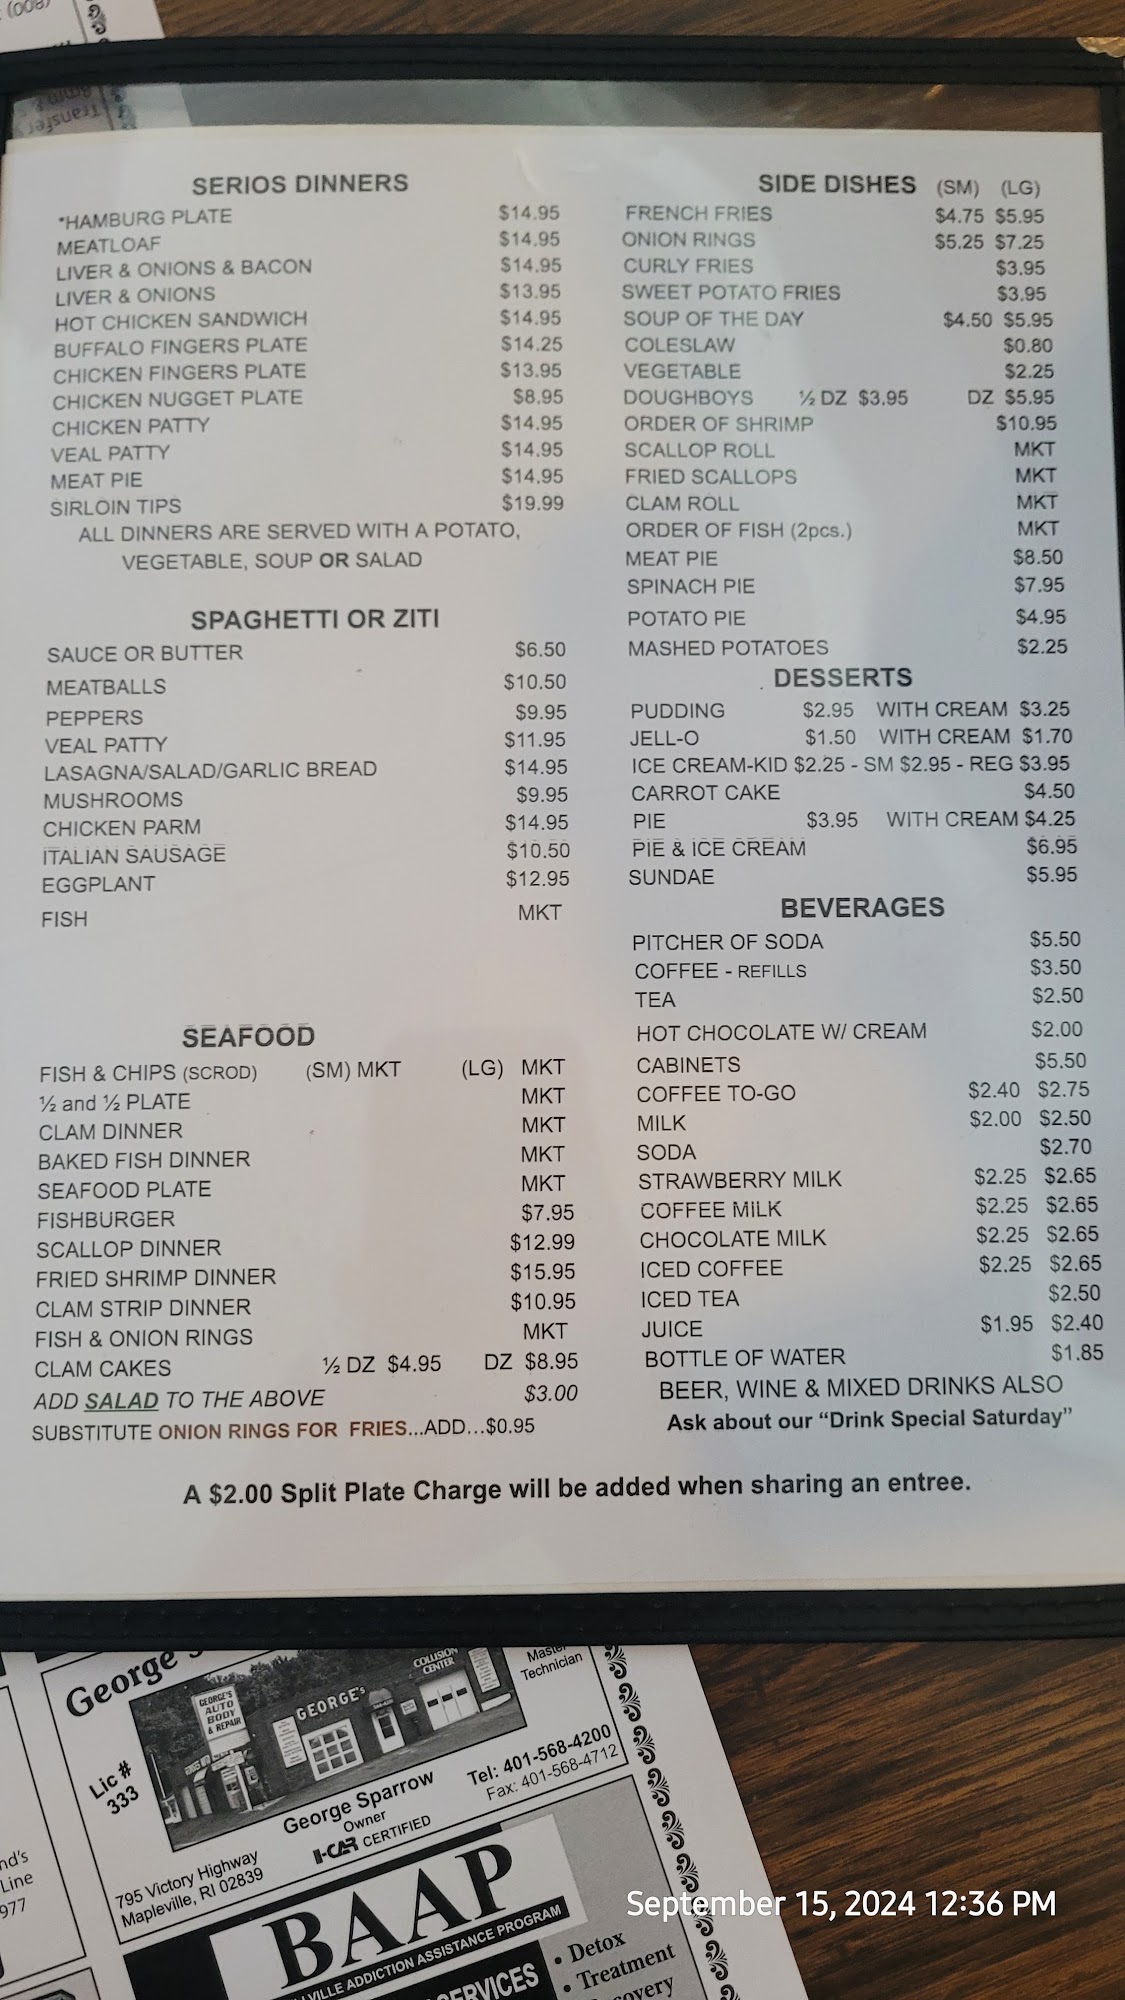 (008)
Transfer
SERIOS DINNERS
*HAMBURG PLATE $14.95
MEATLOAF $14.95
LIVER & ONIONS & BACON $14.95
LIVER & ONIONS $13.95
HOT CHICKEN SANDWICH $14.95
BUFFALO FINGERS PLATE $14.25
CHICKEN FINGERS PLATE $13.95
CHICKEN NUGGET PLATE $8.95
CHICKEN PATTY $14.95
VEAL PATTY $14.95
MEAT PIE $14.95
SIRLOIN TIPS $19.99
ALL DINNERS ARE SERVED WITH A POTATO,
VEGETABLE, SOUP OR SALAD
SPAGHETTI OR ZITI
SAUCE OR BUTTER $6.50
MEATBALLS $10.50
PEPPERS $9.95
VEAL PATTY $11.95
LASAGNA/SALAD/GARLIC BREAD $14.95
MUSHROOMS $9.95
CHICKEN PARM $14.95
ITALIAN SAUSAGE $10.50
EGGPLANT $12.95
FISH MKT
SEAFOOD
FISH & CHIPS (SCROD) (SM) MKT (LG) MKT
½ and ½ PLATE MKT
CLAM DINNER MKT
BAKED FISH DINNER MKT
SEAFOOD PLATE MKT
FISHBURGER $7.95
SCALLOP DINNER $12.99
FRIED SHRIMP DINNER $15.95
CLAM STRIP DINNER $10.95
FISH & ONION RINGS MKT
CLAM CAKES ½ DZ $4.95 DZ $8.95
ADD SALAD TO THE ABOVE $3.00
SUBSTITUTE ONION RINGS FOR FRIES...ADD...$0.95
SIDE DISHES (SM) (LG)
FRENCH FRIES $4.75 $5.95
ONION RINGS $5.25 $7.25
CURLY FRIES $3.95
SWEET POTATO FRIES $3.95
SOUP OF THE DAY $4.50 $5.95
COLESLAW $0.80
VEGETABLE $2.25
DOUGHBOYS ½ DZ $3.95 DZ $5.95
ORDER OF SHRIMP $10.95
SCALLOP ROLL MKT
FRIED SCALLOPS MKT
CLAM ROLL MKT
ORDER OF FISH (2pcs.) MKT
MEAT PIE $8.50
SPINACH PIE $7.95
POTATO PIE $4.95
MASHED POTATOES $2.25
DESSERTS
PUDDING $2.95 WITH CREAM $3.25
JELL-O $1.50 WITH CREAM $1.70
ICE CREAM-KID $2.25 - SM $2.95 - REG $3.95
CARROT CAKE $4.50
PIE $3.95 WITH CREAM $4.25
PIE & ICE CREAM $6.95
SUNDAE $5.95
BEVERAGES
PITCHER OF SODA $5.50
COFFEE - REFILLS $3.50
TEA $2.50
HOT CHOCOLATE W/ CREAM $2.00
CABINETS $5.50
COFFEE TO-GO $2.40 $2.75
MILK $2.00 $2.50
SODA $2.70
STRAWBERRY MILK $2.25 $2.65
COFFEE MILK $2.25 $2.65
CHOCOLATE MILK $2.25 $2.65
ICED COFFEE $2.25 $2.65
ICED TEA $2.50
JUICE $1.95 $2.40
BOTTLE OF WATER $1.85
BEER, WINE & MIXED DRINKS ALSO
Ask about our "Drink Special Saturday"
A $2.00 Split Plate Charge will be added when sharing an entree.
George's
GEORGE'S
AUTO
BODY
& REPAIR
GEORGE's
COLLISION
CENTER
Master
Technician
Lic #
333
Tel: 401-568-4200
Fax: 401-568-4712
George Sparrow
Owner
I-CAR CERTIFIED
795 Victory Highway
Mapleville, RI 02839
nd's
Line
977
BAAP
VILLE ADDICTION ASSISTANCE PROGRAM
SERVICES
• Detox
• Treatment
September 15, 2024 12:36 PM